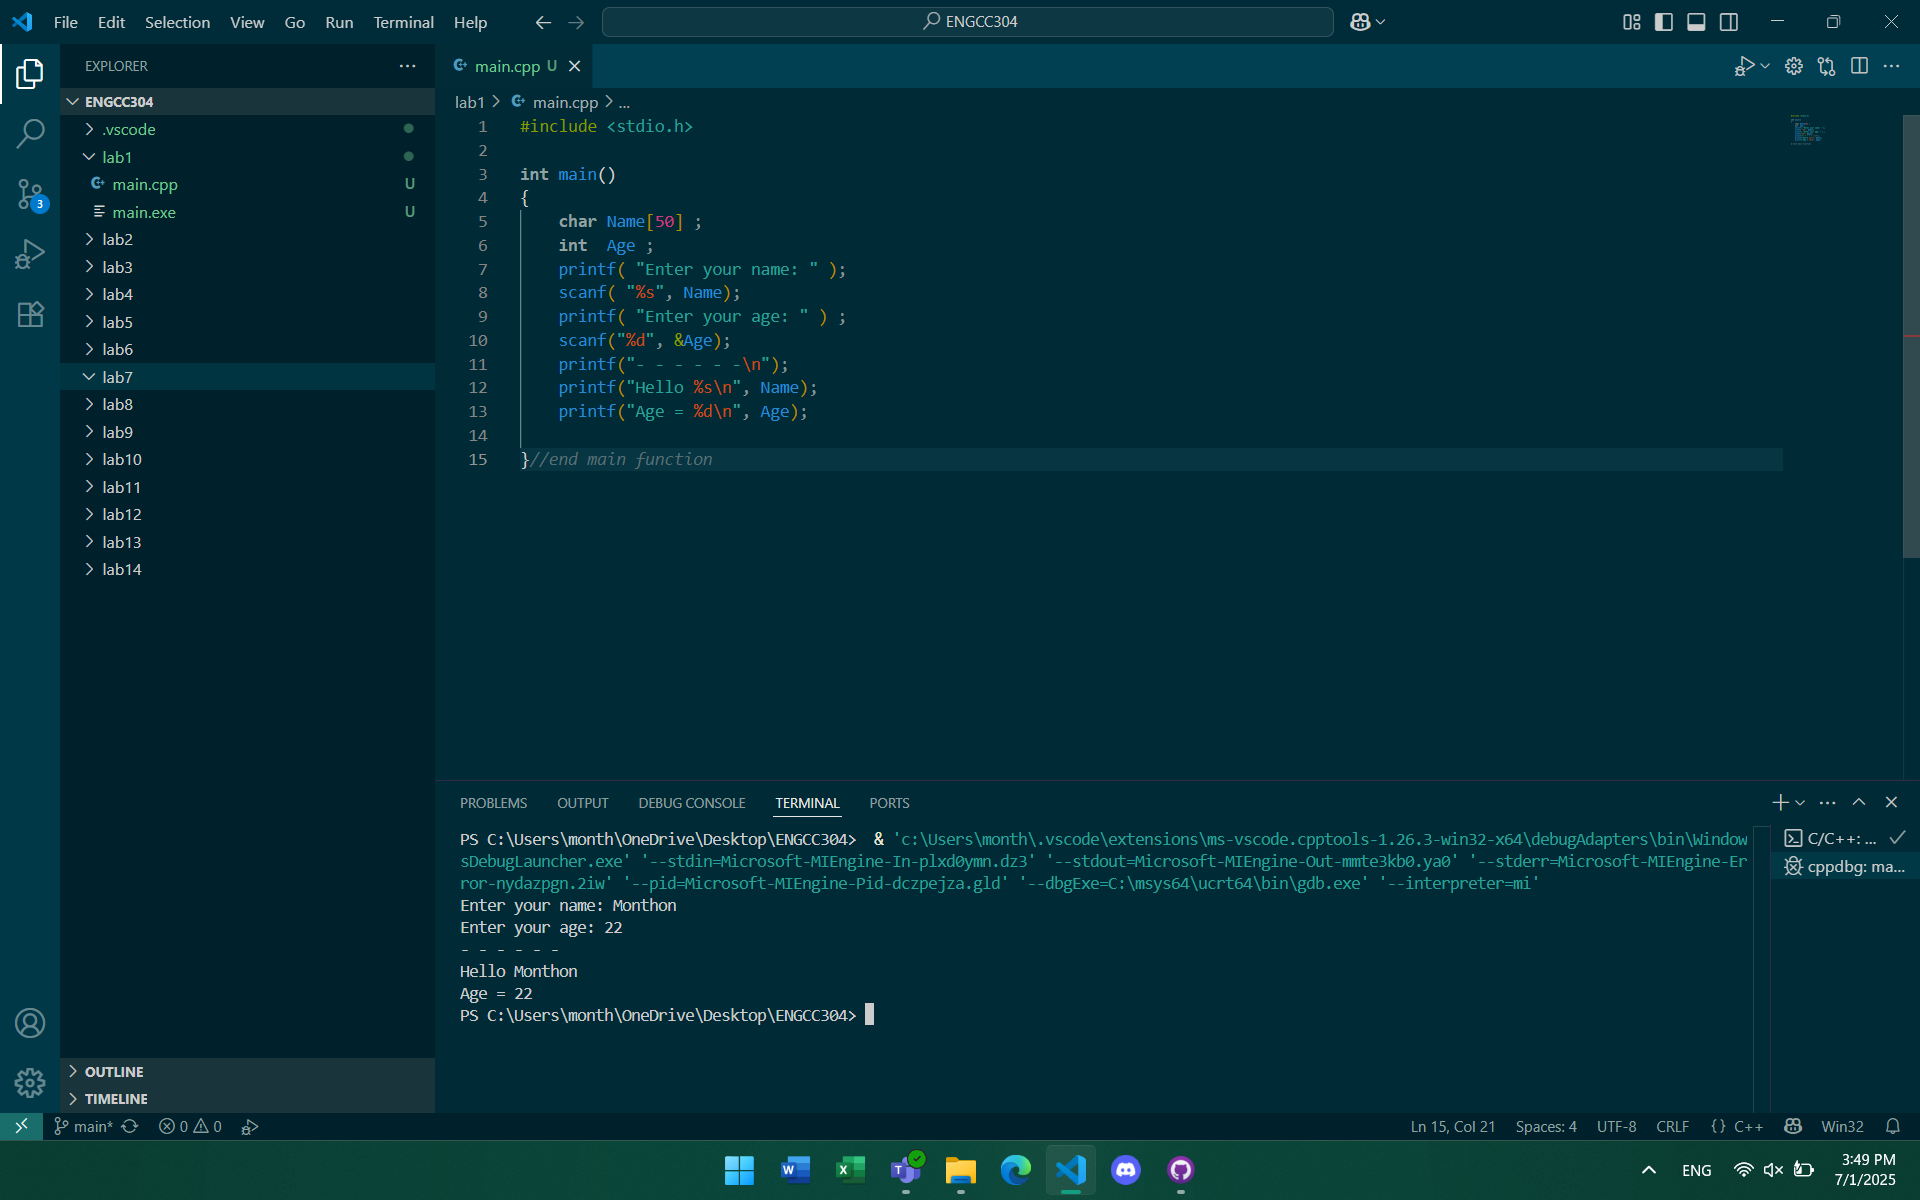 File Edit Selection View Go Run Terminal Help
ENGCC304
EXPLORER
ENGCC304
.vscode
lab1
main.cpp U
main.exe U
lab2
lab3
lab4
lab5
lab6
lab7
lab8
lab9
lab10
lab11
lab12
lab13
lab14
OUTLINE
TIMELINE
3
main.cpp U
lab1 > main.cpp > ...
1 #include <stdio.h>
2
3 int main()
4 {
5 char Name[50] ;
6 int  Age ;
7 printf( "Enter your name: " );
8 scanf( "%s", Name);
9 printf( "Enter your age: " ) ;
10 scanf("%d", &Age);
11 printf("- - - - - -\n");
12 printf("Hello %s\n", Name);
13 printf("Age = %d\n", Age);
14
15 }//end main function
PROBLEMS OUTPUT DEBUG CONSOLE TERMINAL PORTS
PS C:\Users\month\OneDrive\Desktop\ENGCC304>  & 'c:\Users\month\.vscode\extensions\ms-vscode.cpptools-1.26.3-win32-x64\debugAdapters\bin\Window
sDebugLauncher.exe' '--stdin=Microsoft-MIEngine-In-plxd0ymn.dz3' '--stdout=Microsoft-MIEngine-Out-mmte3kb0.ya0' '--stderr=Microsoft-MIEngine-Er
ror-nydazpgn.2iw' '--pid=Microsoft-MIEngine-Pid-dczpejza.gld' '--dbgExe=C:\msys64\ucrt64\bin\gdb.exe' '--interpreter=mi'
Enter your name: Monthon
Enter your age: 22
- - - - - -
Hello Monthon
Age = 22
PS C:\Users\month\OneDrive\Desktop\ENGCC304>
C/C++: ...
cppdbg: ma...
main* 0 0
Ln 15, Col 21 Spaces: 4 UTF-8 CRLF {} C++ Win32
ENG
3:49 PM
7/1/2025